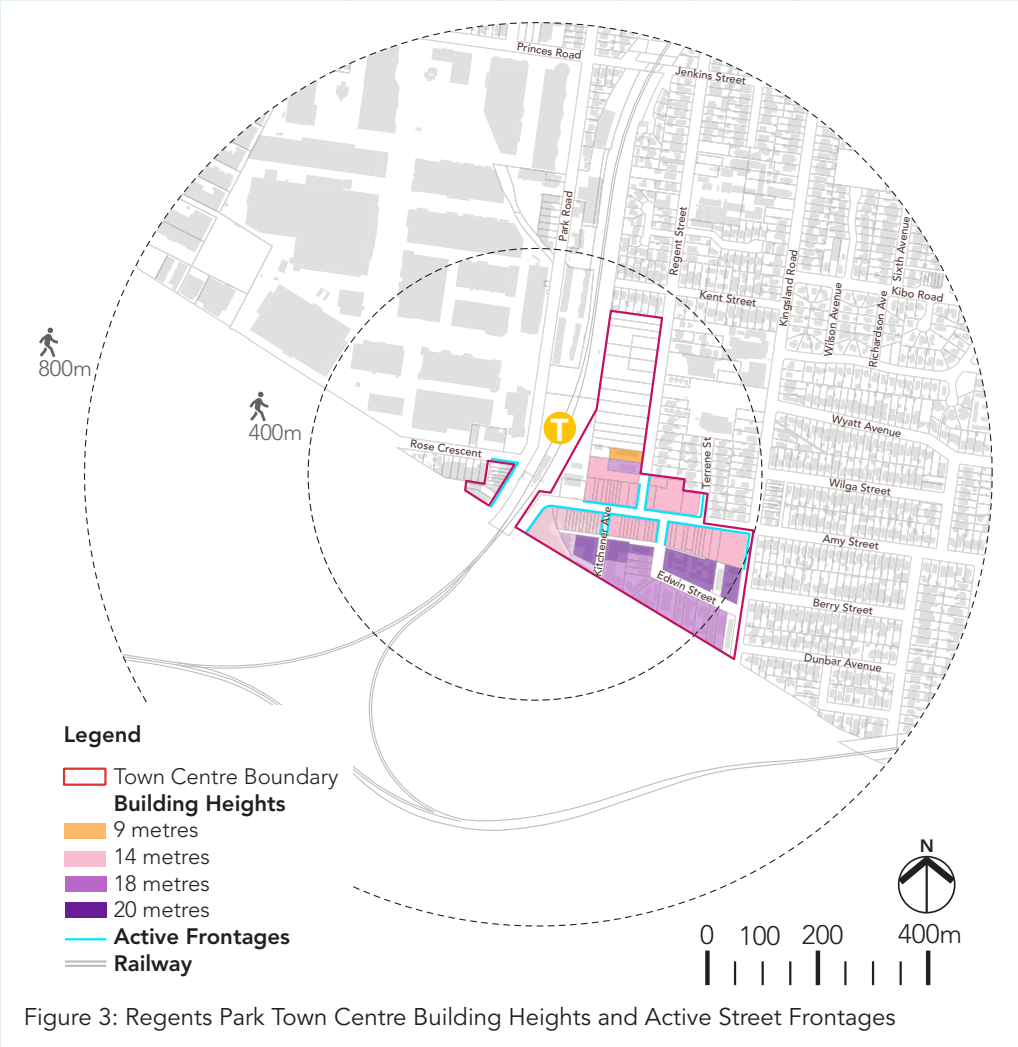 Princes Road
Jenkins Street
Park Road
Regent Street
Kingsland Road
Sixth Avenue
Kent Street
Wilson Avenue
Richardson Ave
Kibo Road
800m
400m
T
Rose Crescent
Terrene St
Wyatt Avenue
Wilga Street
Kitchener Ave
Amy Street
Edwin Street
Berry Street
Dunbar Avenue
Legend
Town Centre Boundary
Building Heights
9 metres
14 metres
18 metres
20 metres
Active Frontages
Railway
N
0 100 200 400m
Figure 3: Regents Park Town Centre Building Heights and Active Street Frontages